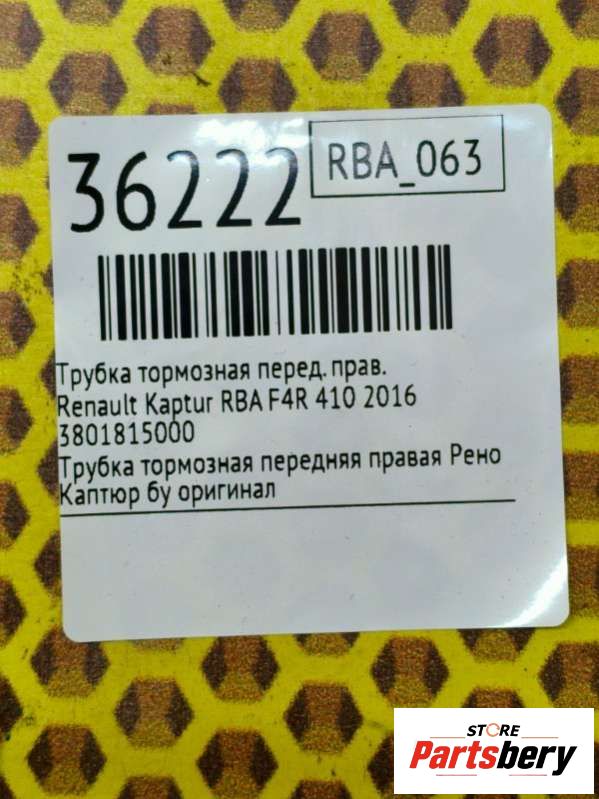 36222
RBA_063
Трубка тормозная перед. прав.
Renault Kaptur RBA F4R 410 2016
3801815000
Трубка тормозная передняя правая Рено
Каптюр бу оригинал
STORE
Partsbery